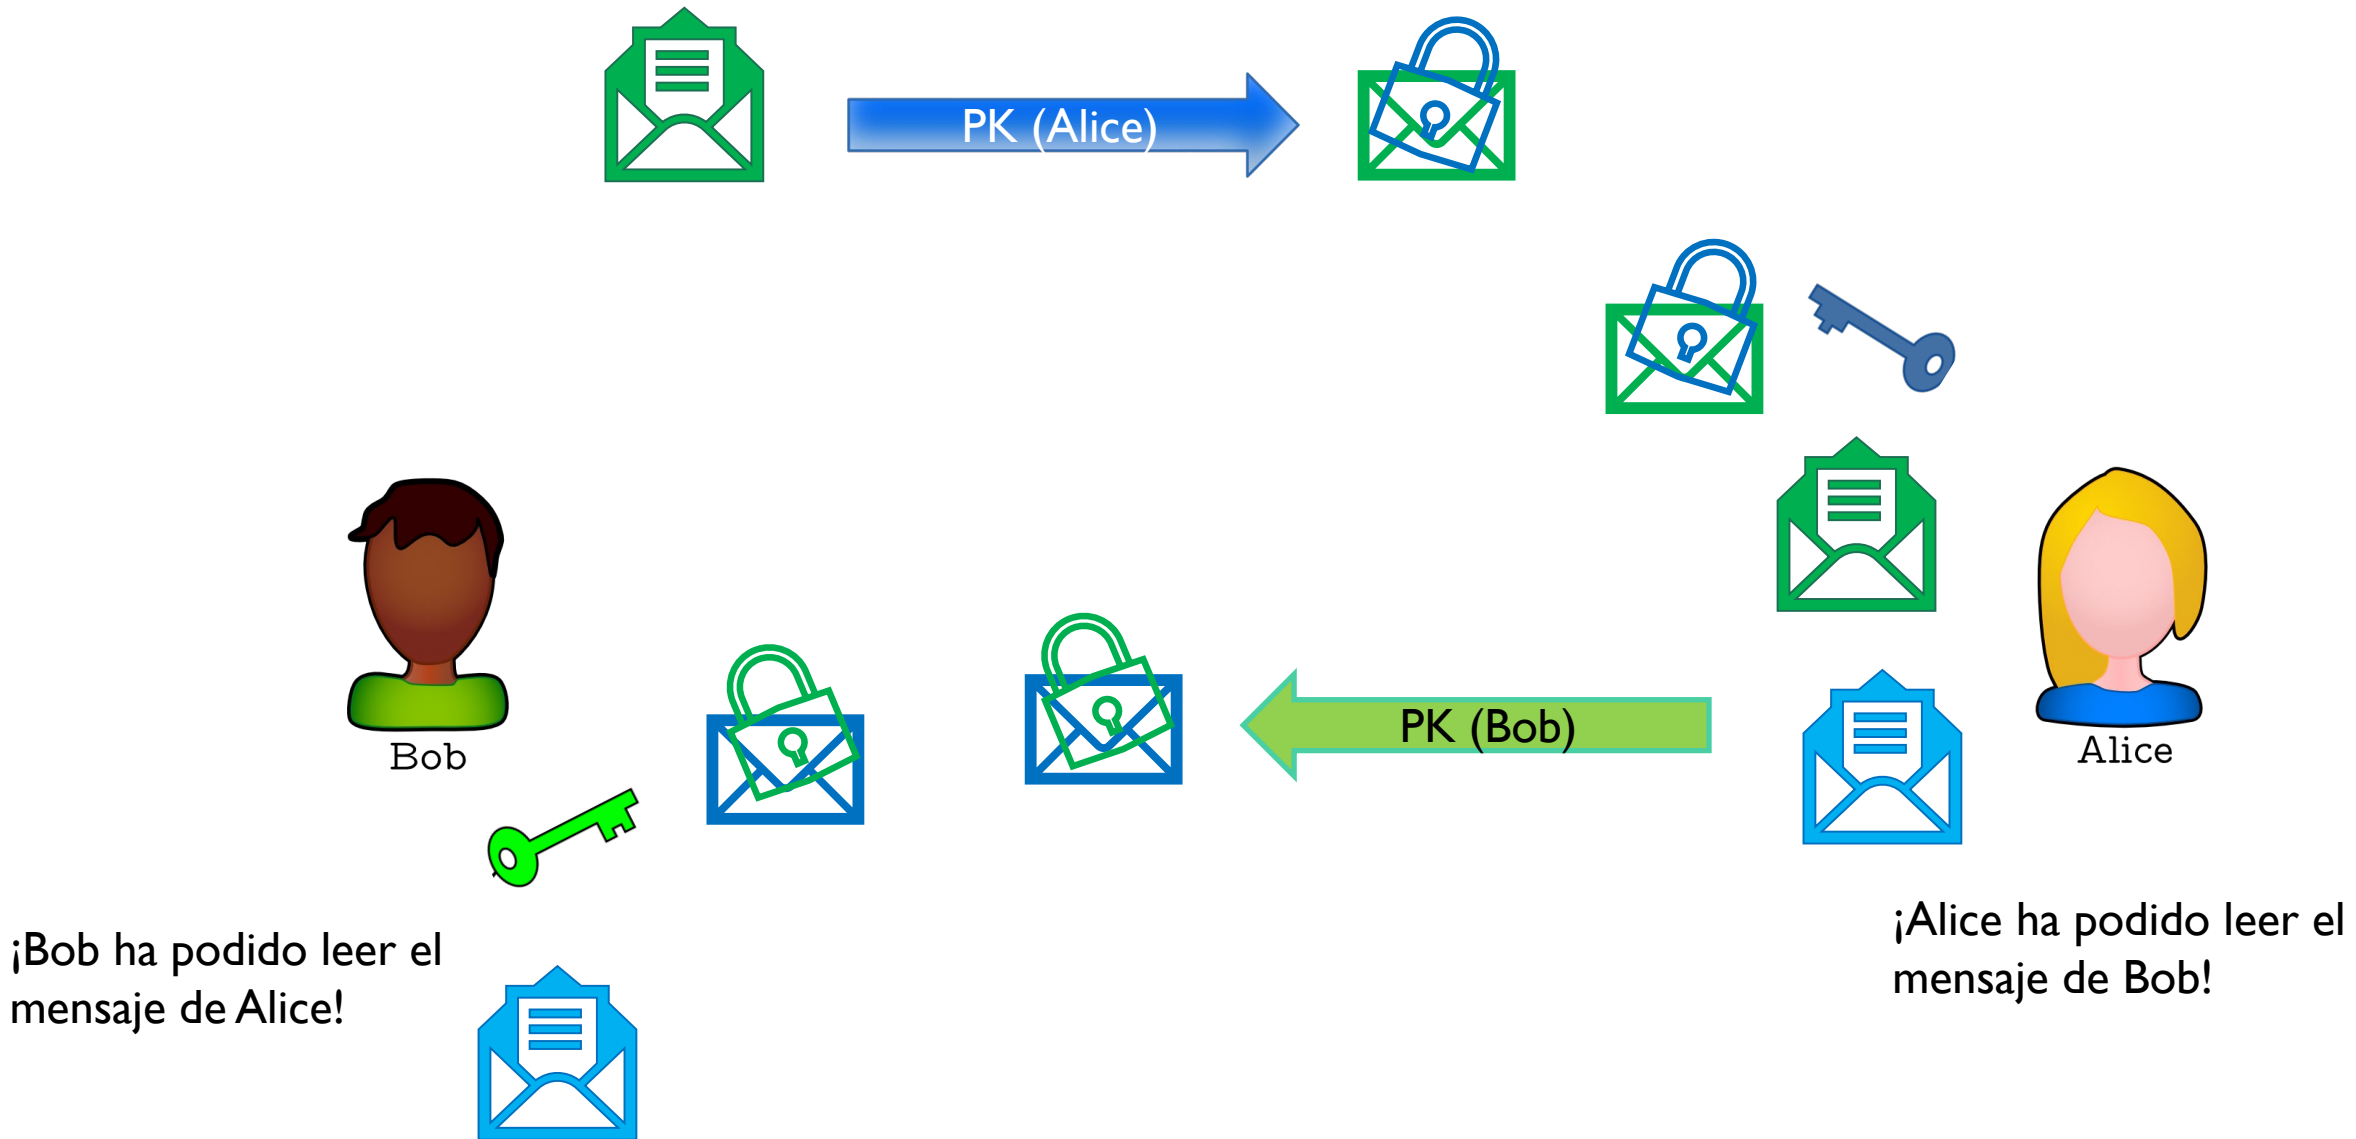 PK (Alice)
Bob
PK (Bob)
Alice
¡Bob ha podido leer el
mensaje de Alice!
¡Alice ha podido leer el
mensaje de Bob!